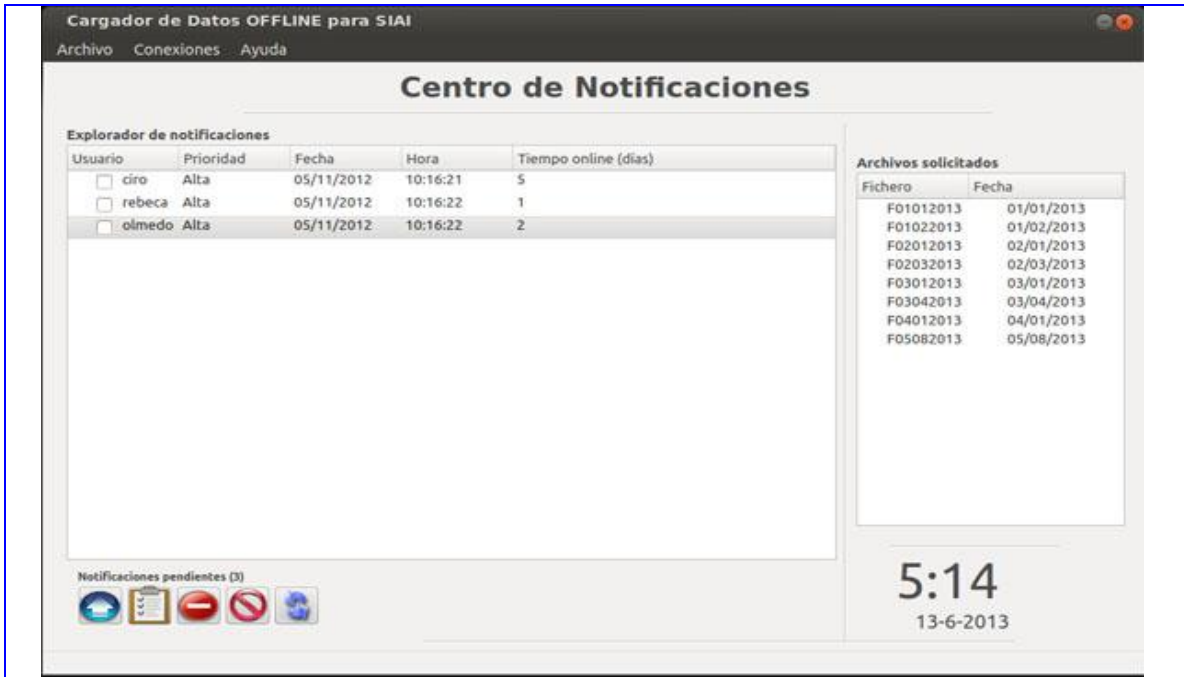 Cargador de Datos OFFLINE para SIAI
Archivo Conexiones Ayuda
Centro de Notificaciones
Explorador de notificaciones
Usuario Prioridad Fecha Hora Tiempo online (días)
ciro Alta 05/11/2012 10:16:21 5
rebeca Alta 05/11/2012 10:16:22 1
olmedo Alta 05/11/2012 10:16:22 2
Notificaciones pendientes (3)
Archivos solicitados
Fichero Fecha
F01012013 01/01/2013
F01022013 01/02/2013
F02012013 02/01/2013
F02032013 02/03/2013
F03012013 03/01/2013
F03042013 03/04/2013
F04012013 04/01/2013
F05082013 05/08/2013
5:14
13-6-2013